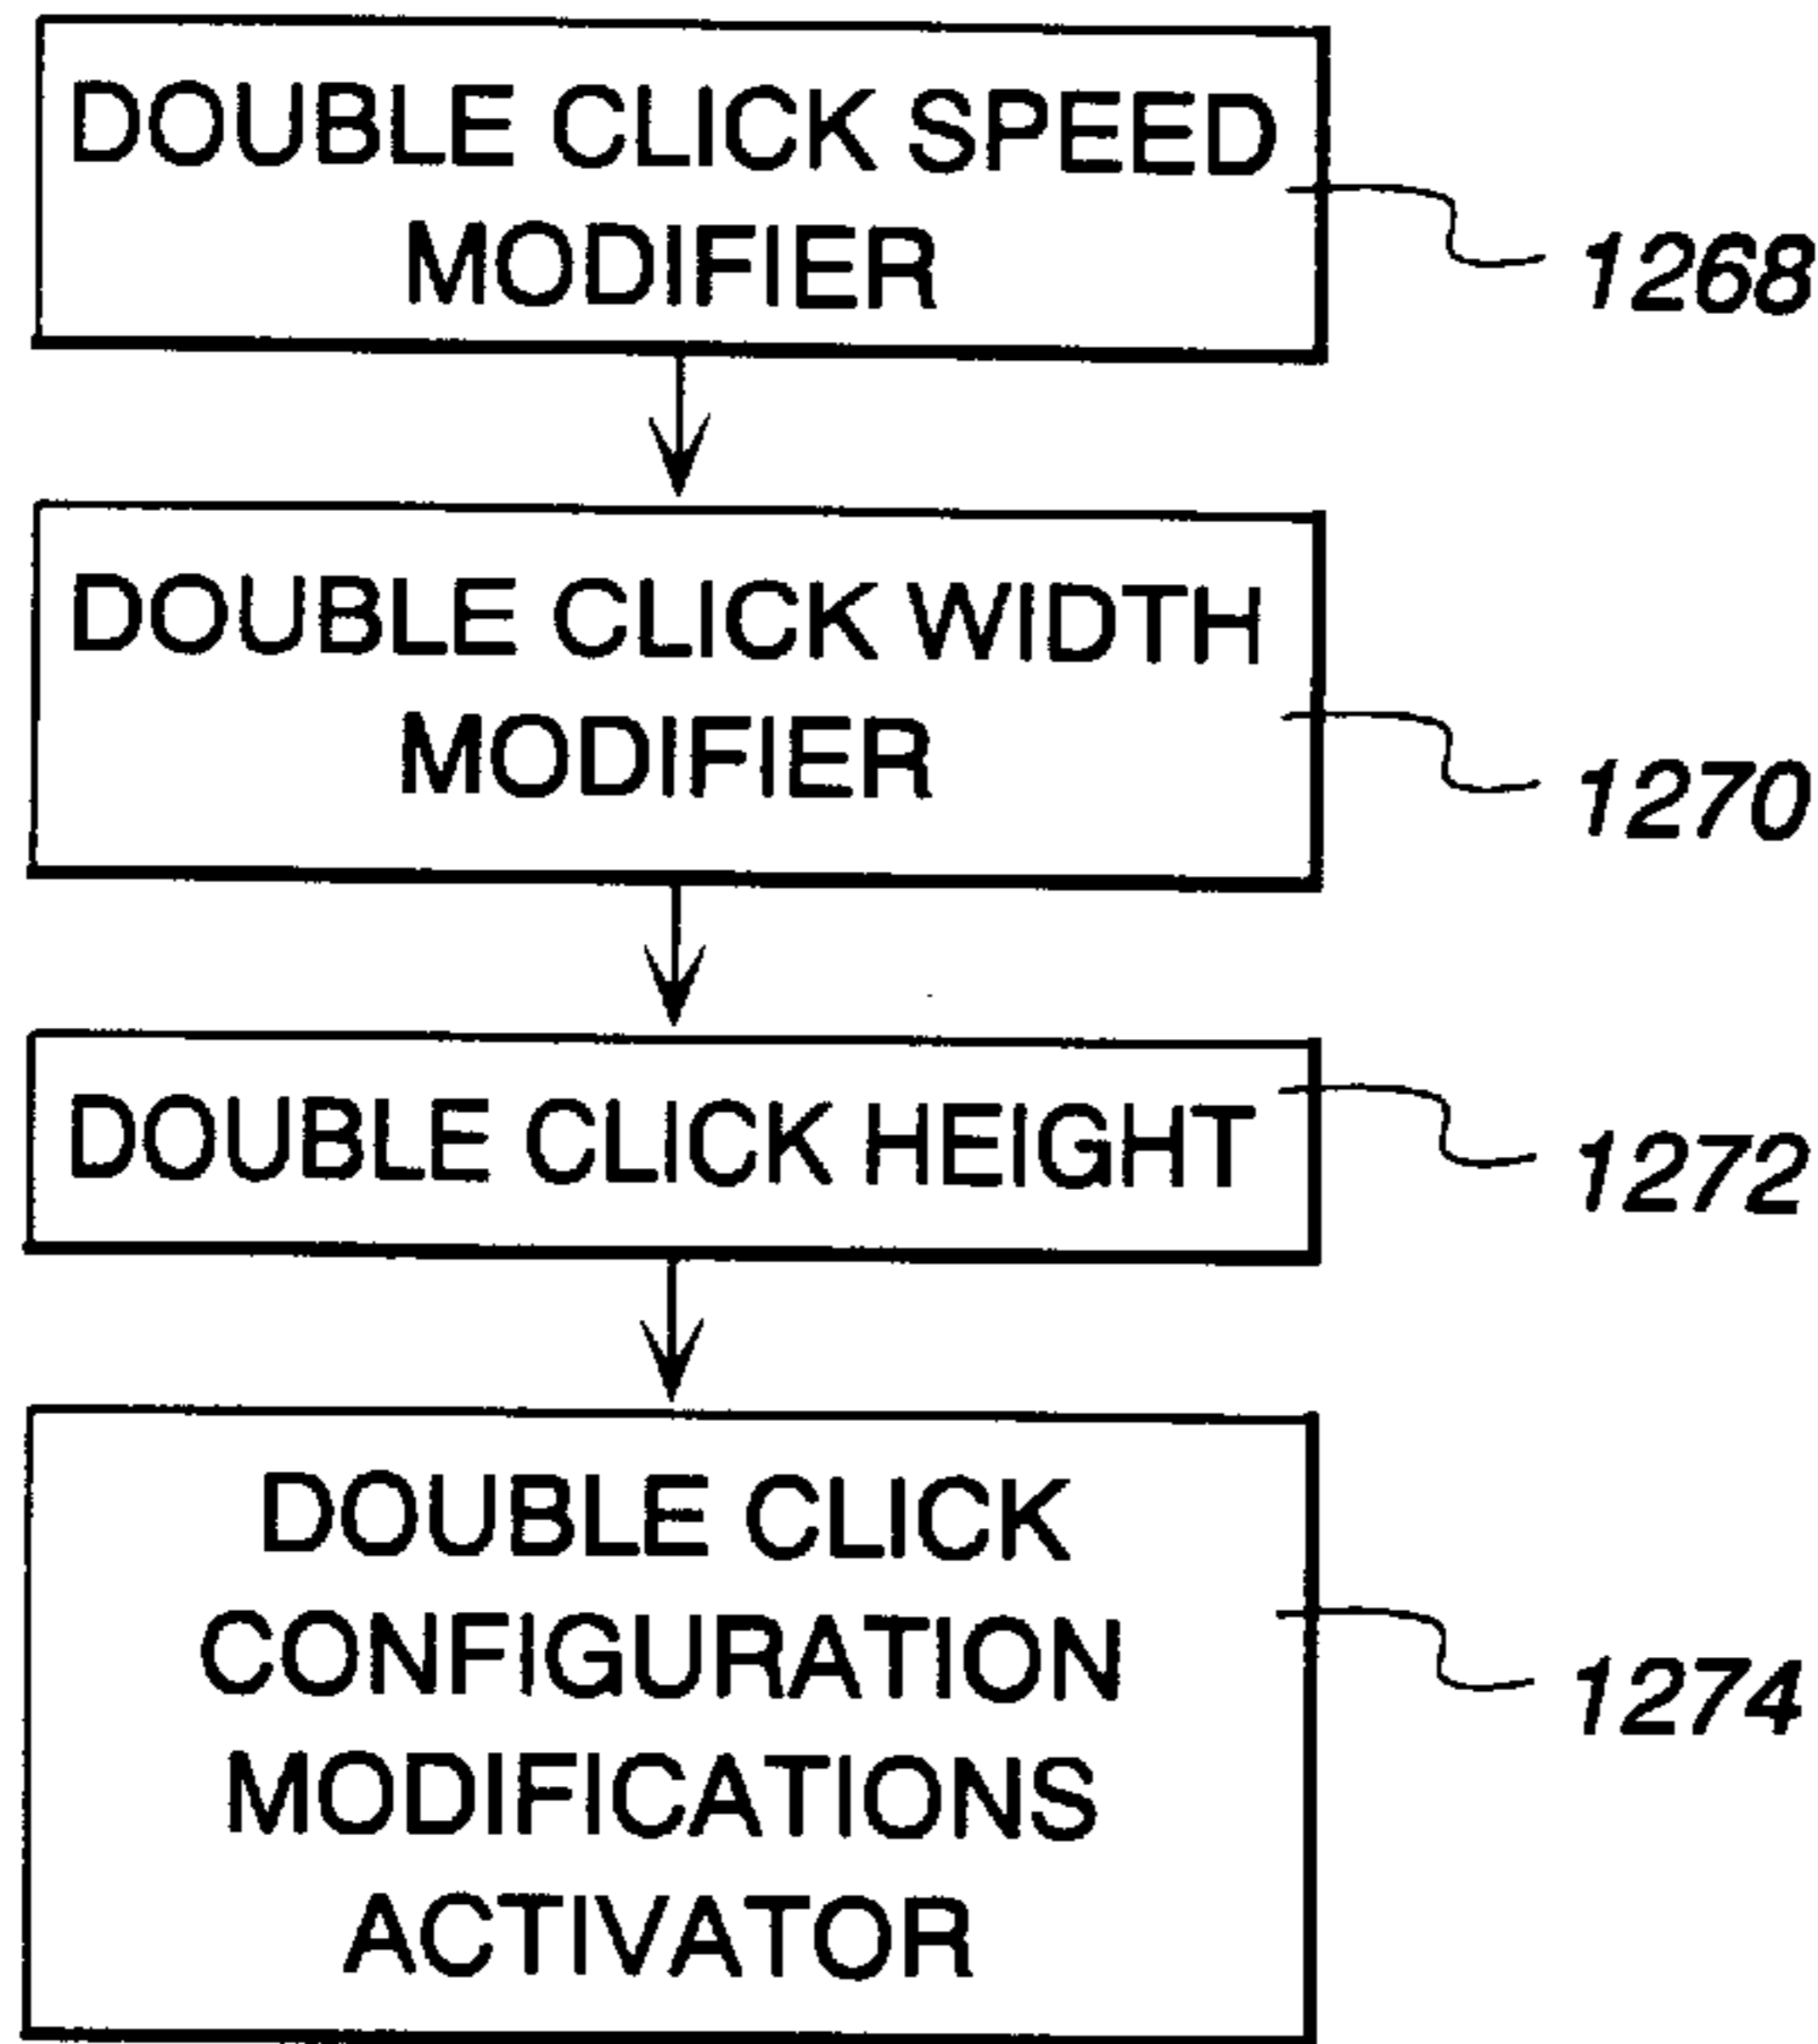 DOUBLE CLICK SPEED
MODIFIER
1268
DOUBLE CLICK WIDTH
MODIFIER
1270
DOUBLE CLICK HEIGHT
1272
DOUBLE CLICK
CONFIGURATION
MODIFICATIONS
ACTIVATOR
1274